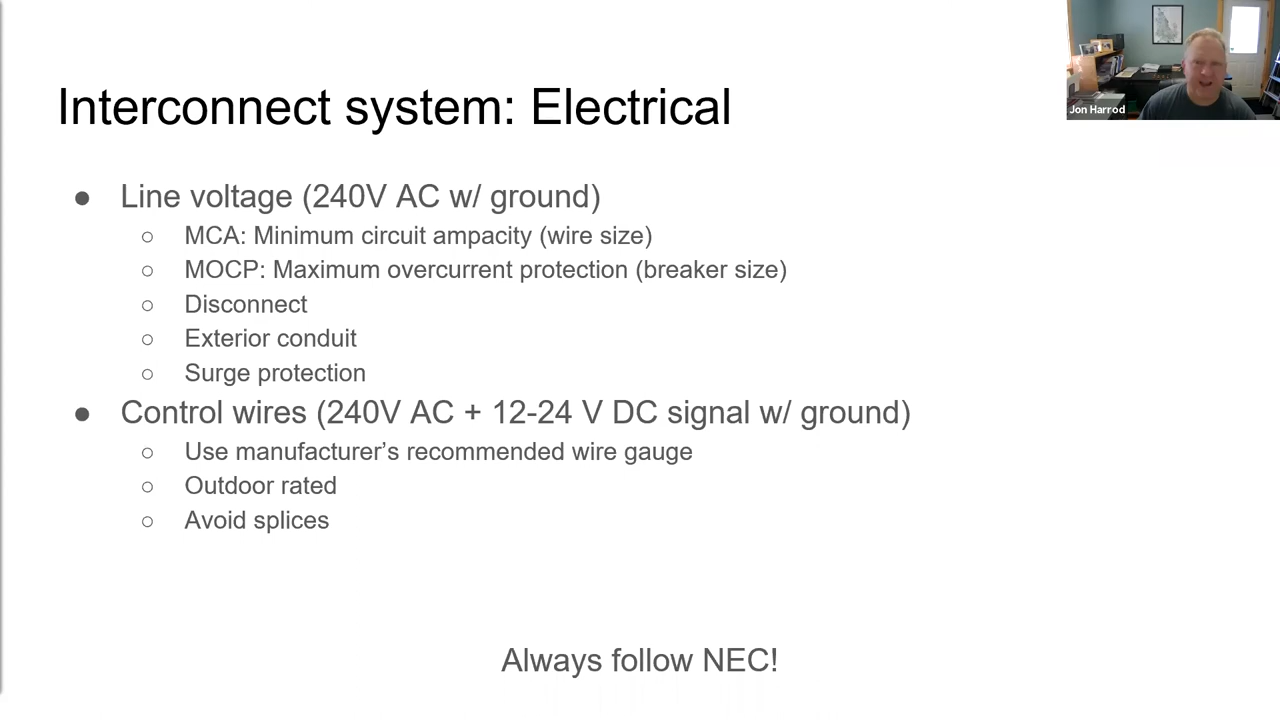 Jon Harrod
Interconnect system: Electrical
● Line voltage (240V AC w/ ground)
○ MCA: Minimum circuit ampacity (wire size)
○ MOCP: Maximum overcurrent protection (breaker size)
○ Disconnect
○ Exterior conduit
○ Surge protection
● Control wires (240V AC + 12-24 V DC signal w/ ground)
○ Use manufacturer’s recommended wire gauge
○ Outdoor rated
○ Avoid splices
Always follow NEC!